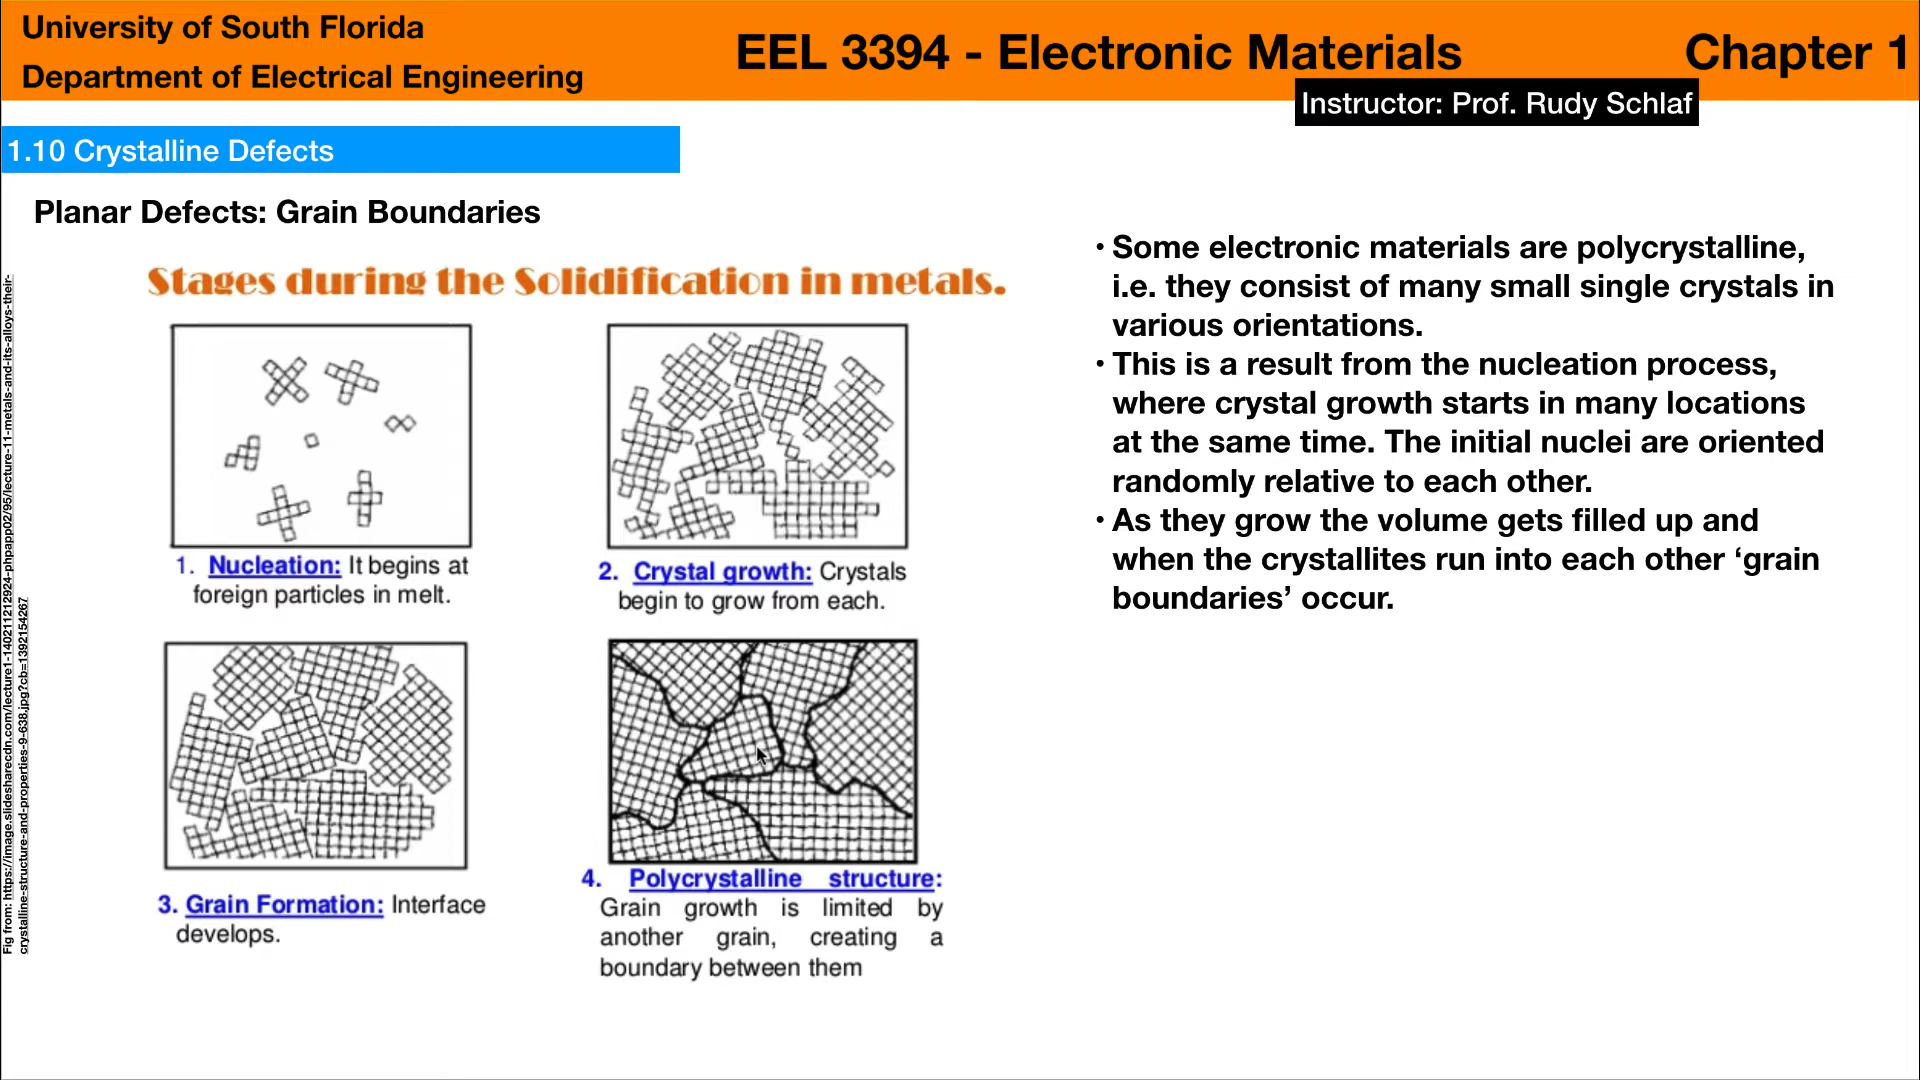 University of South Florida
Department of Electrical Engineering
EEL 3394 - Electronic Materials
Chapter 1
Instructor: Prof. Rudy Schlaf
1.10 Crystalline Defects
Planar Defects: Grain Boundaries
Stages during the Solidification in metals.
1. Nucleation: It begins at
foreign particles in melt.
2. Crystal growth: Crystals
begin to grow from each.
3. Grain Formation: Interface
develops.
4. Polycrystalline structure:
Grain growth is limited by
another grain, creating a
boundary between them
• Some electronic materials are polycrystalline,
i.e. they consist of many small single crystals in
various orientations.
• This is a result from the nucleation process,
where crystal growth starts in many locations
at the same time. The initial nuclei are oriented
randomly relative to each other.
• As they grow the volume gets filled up and
when the crystallites run into each other ‘grain
boundaries’ occur.
Fig from: https://image.slidesharecdn.com/lecture1-140211212924-phpapp02/95/lecture-11-metals-and-its-alloys-their-
crystalline-structure-and-properties-9-638.jpg?cb=1392154267